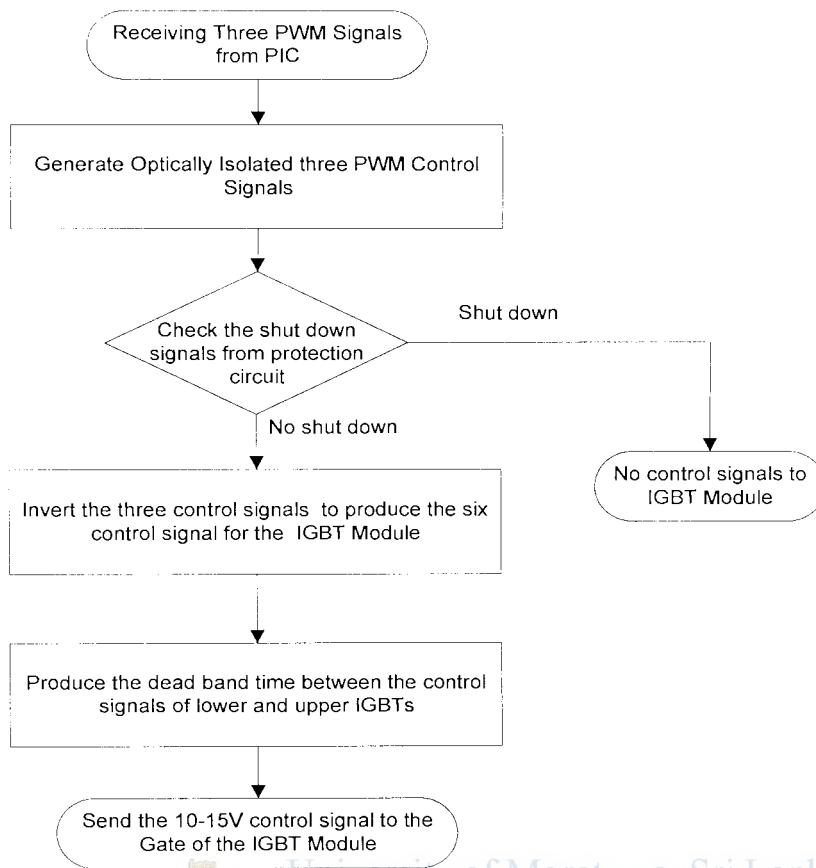 Receiving Three PWM Signals
from PIC
Generate Optically Isolated three PWM Control
Signals
Check the shut down
signals from protection
circuit
Shut down
No shut down
No control signals to
IGBT Module
Invert the three control signals to produce the six
control signal for the IGBT Module
Produce the dead band time between the control
signals of lower and upper IGBTs
Send the 10-15V control signal to the
Gate of the IGBT Module